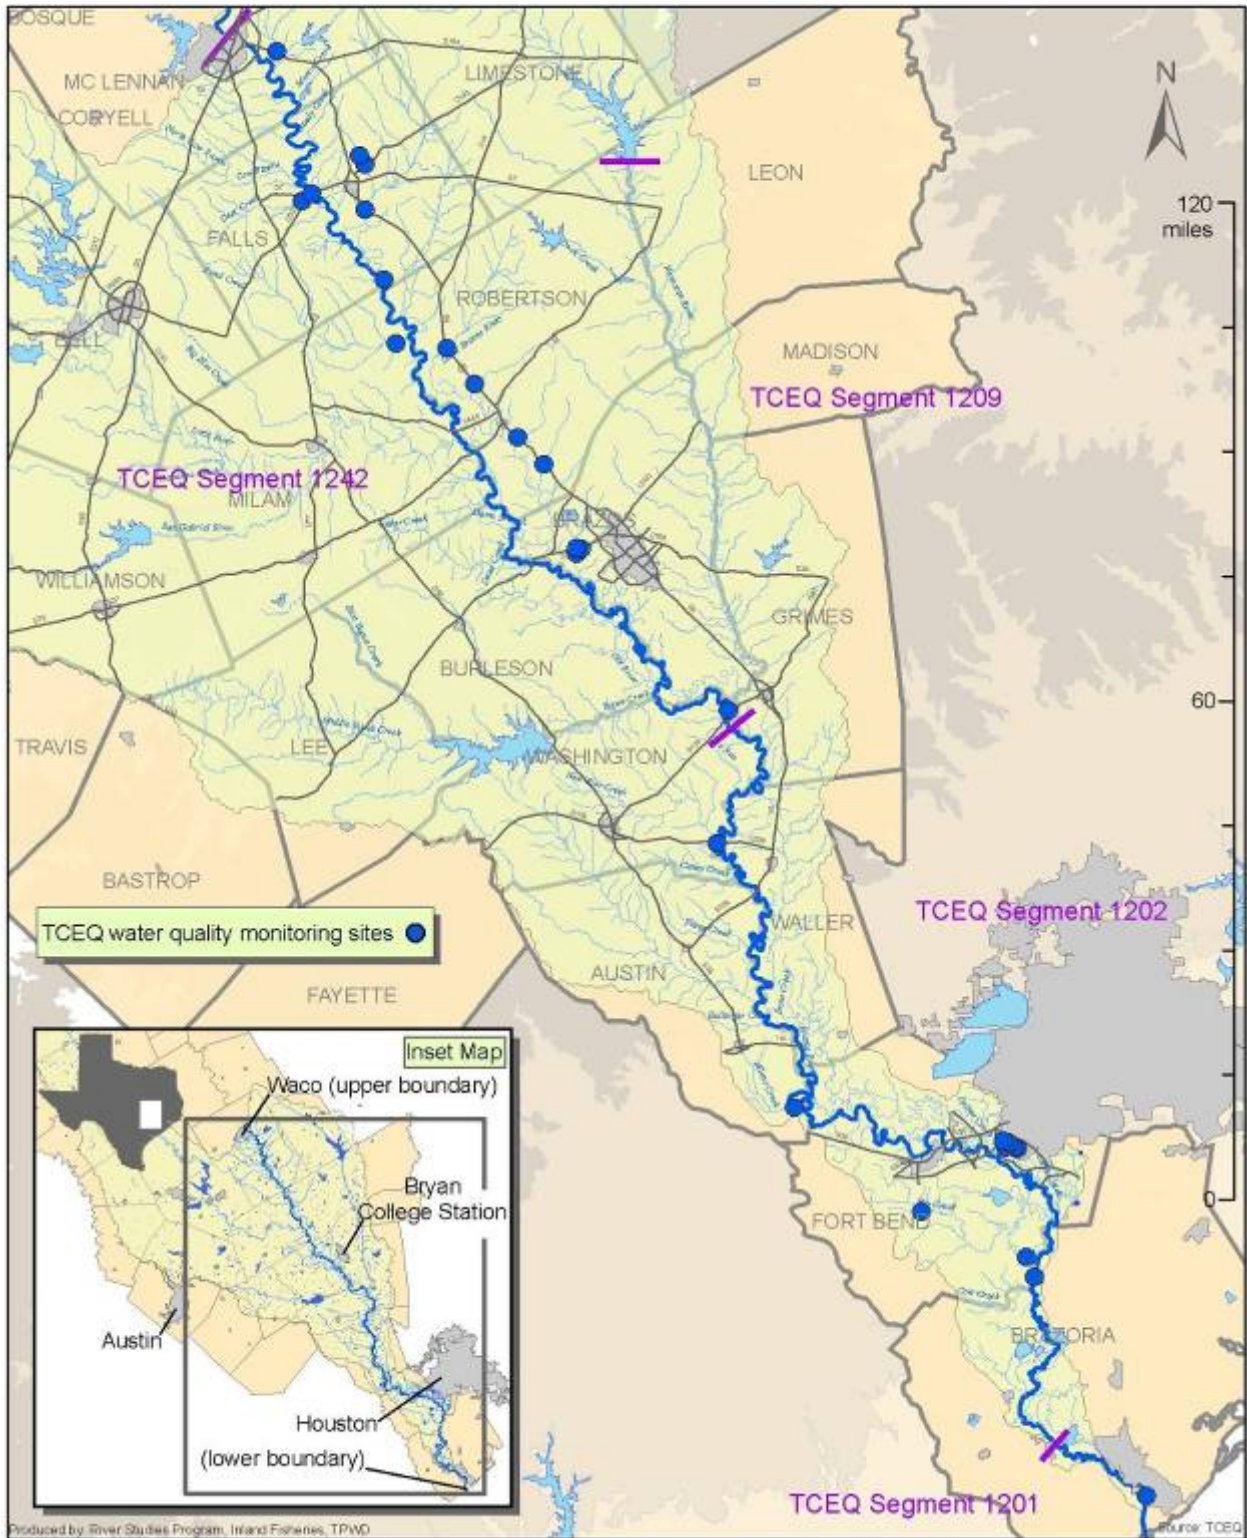 BOSQUE
MC LENNAN
CORYELL
LIMESTONE
N
LEON
120
miles
FALLS
ROBERTSON
BELL
MADISON
TCEQ Segment 1209
TCEQ Segment 1242
MILAM
San Gabriel River
BRAZOS
WILLIAMSON
GRIMES
BURLESON
60
TRAVIS
LEE
WASHINGTON
BASTROP
TCEQ Segment 1202
WALLER
TCEQ water quality monitoring sites
AUSTIN
FAYETTE
Inset Map
Waco (upper boundary)
Bryan
College Station
0
FORT BEND
Austin
BRAZORIA
Houston
(lower boundary)
TCEQ Segment 1201
Produced by: River Studies Program, Inland Fisheries, TPWD
Source: TCEQ